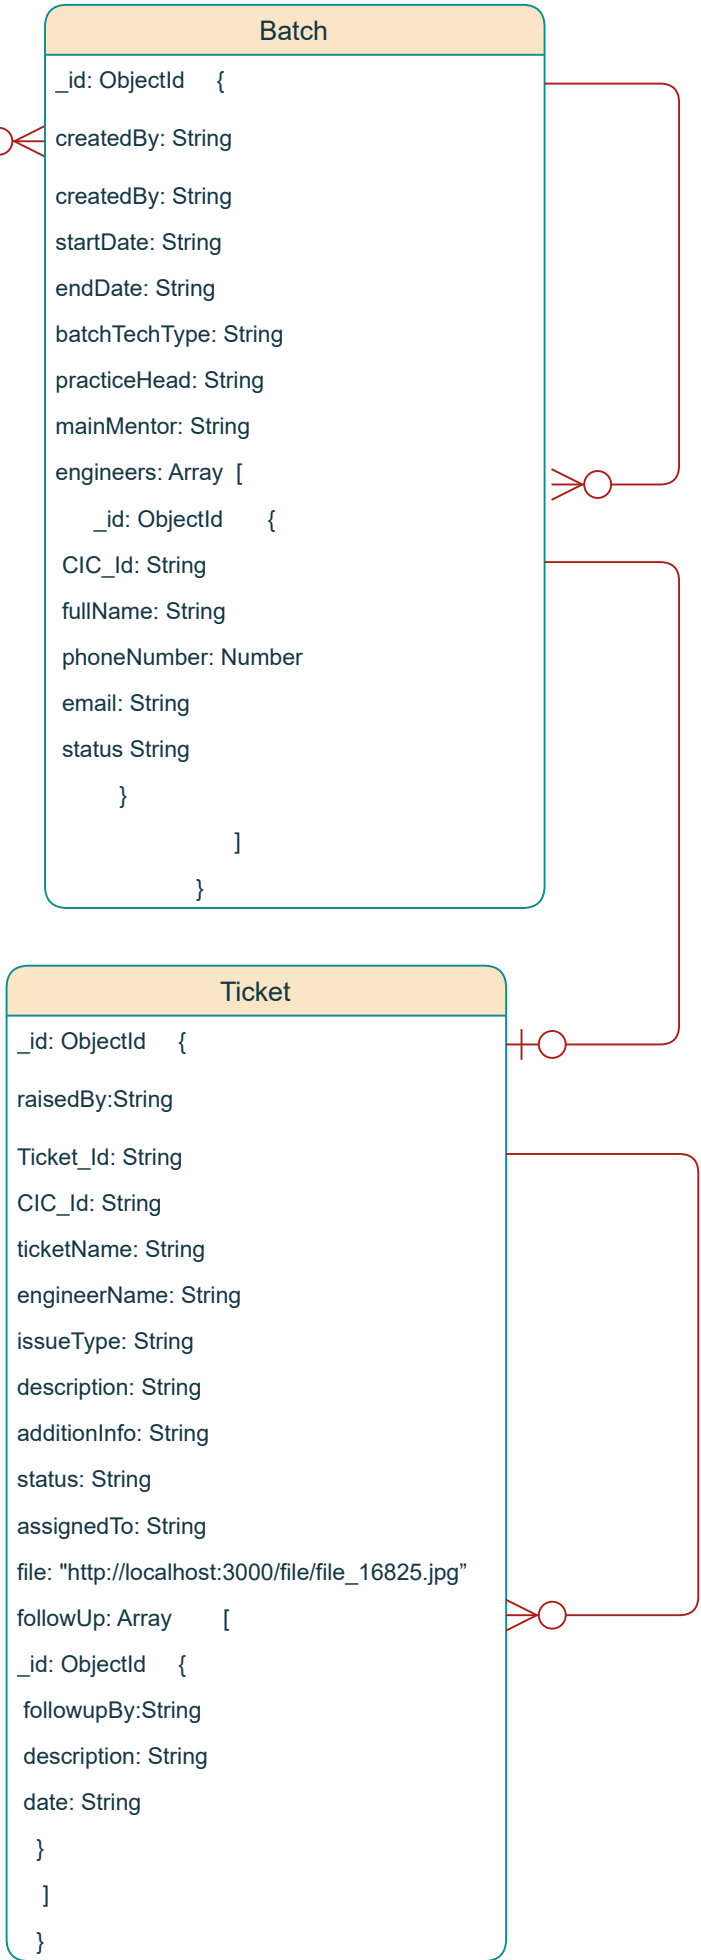 Batch
_id: ObjectId {
createdBy: String
createdBy: String
startDate: String
endDate: String
batchTechType: String
practiceHead: String
mainMentor: String
engineers: Array [
_id: ObjectId {
CIC_Id: String
fullName: String
phoneNumber: Number
email: String
status String
}
]
}
Ticket
_id: ObjectId {
raisedBy:String
Ticket_Id: String
CIC_Id: String
ticketName: String
engineerName: String
issueType: String
description: String
additionInfo: String
status: String
assignedTo: String
file: "http://localhost:3000/file/file_16825.jpg”
followUp: Array [
_id: ObjectId {
followupBy:String
description: String
date: String
}
]
}